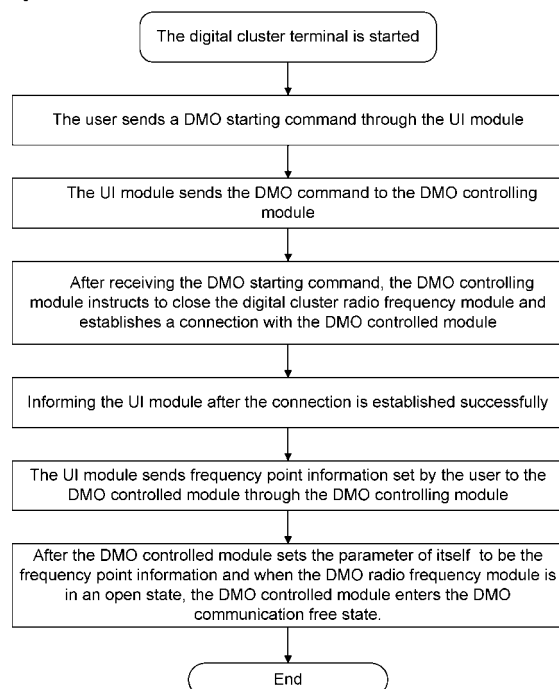 The digital cluster terminal is started
The user sends a DMO starting command through the UI module
The UI module sends the DMO command to the DMO controlling
module
After receiving the DMO starting command, the DMO controlling
module instructs to close the digital cluster radio frequency module and
establishes a connection with the DMO controlled module
Informing the UI module after the connection is established successfully
The UI module sends frequency point information set by the user to the
DMO controlled module through the DMO controlling module
After the DMO controlled module sets the parameter of itself to be the
frequency point information and when the DMO radio frequency module is
in an open state, the DMO controlled module enters the DMO
communication free state.
End